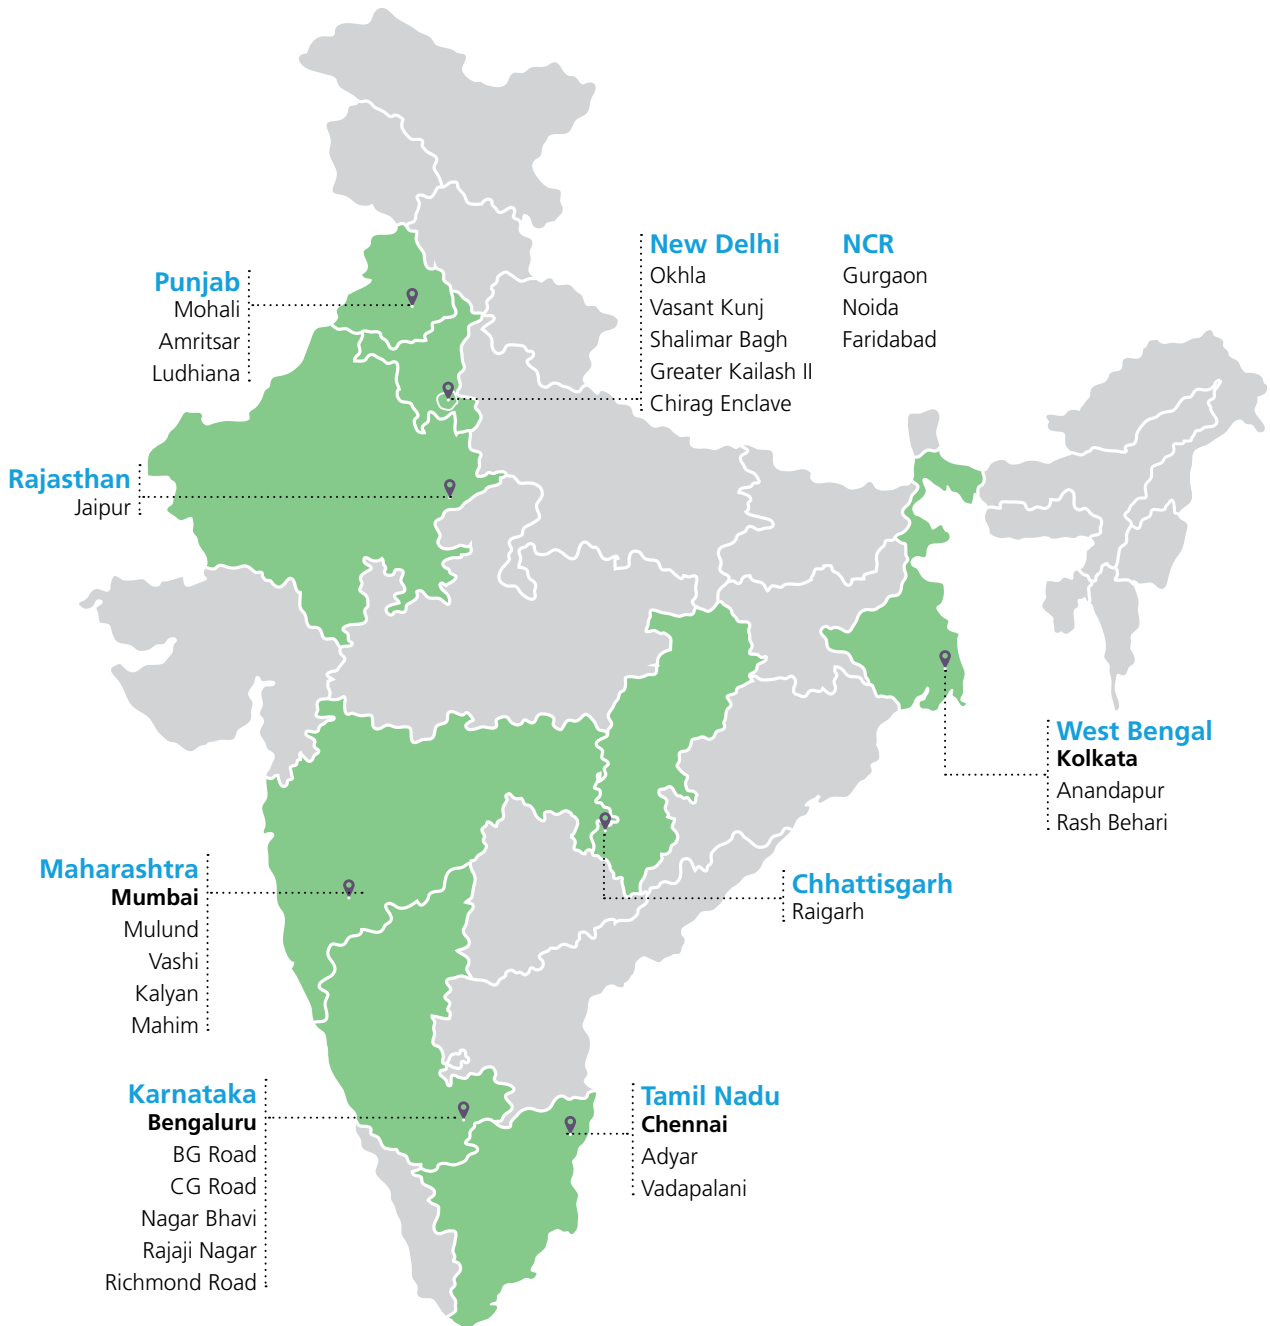 New Delhi
Okhla
Vasant Kunj
Shalimar Bagh
Greater Kailash II
Chirag Enclave
NCR
Gurgaon
Noida
Faridabad
Punjab
Mohali
Amritsar
Ludhiana
Rajasthan
Jaipur
West Bengal
Kolkata
Anandapur
Rash Behari
Maharashtra
Mumbai
Mulund
Vashi
Kalyan
Mahim
Chhattisgarh
Raigarh
Karnataka
Bengaluru
BG Road
CG Road
Nagar Bhavi
Rajaji Nagar
Richmond Road
Tamil Nadu
Chennai
Adyar
Vadapalani